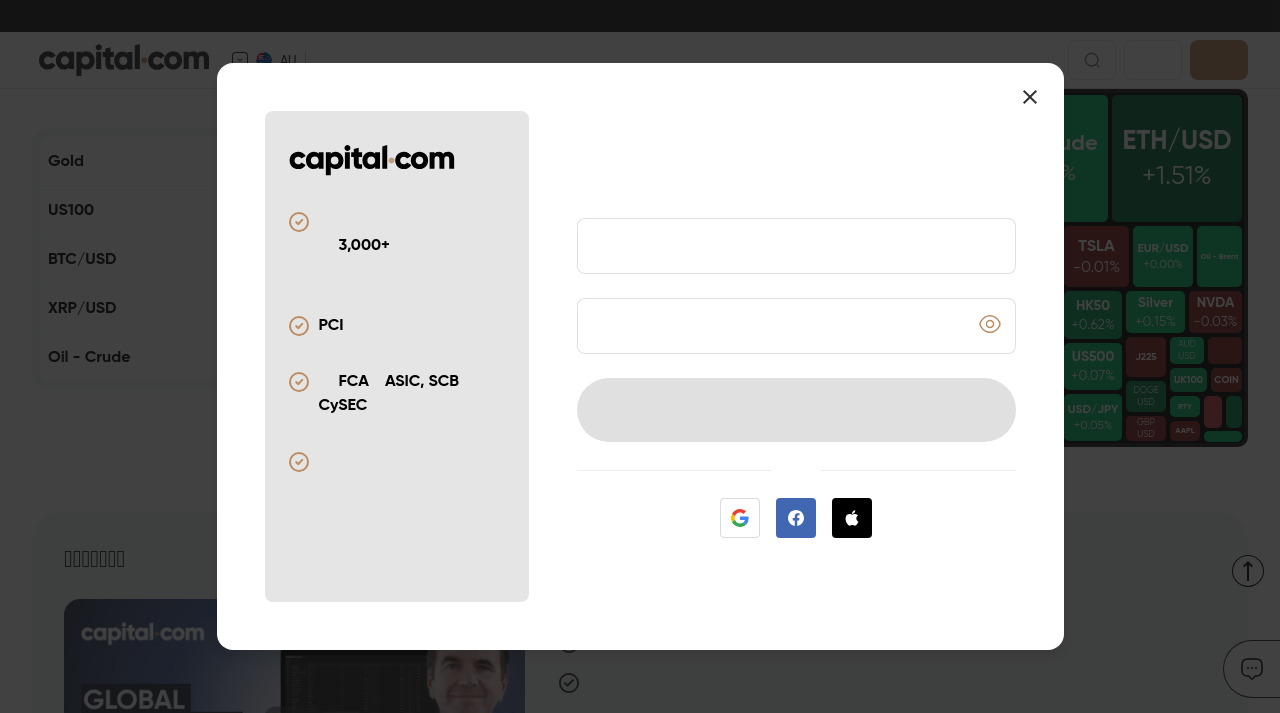 capital.com
AU
Gold
US100
BTC/USD
XRP/USD
Oil - Crude
capital.com
3,000+
PCI
FCA ASIC, SCB
CySEC
ETH/USD
+1.51%
TSLA
-0.01%
EUR/USD
+0.00%
Oil - Brent
HK50
+0.62%
Silver
+0.15%
NVDA
-0.03%
US500
+0.07%
J225
AUD
USD
UK100
COIN
USD/JPY
+0.05%
DOGE
USD
RTY
GBP
USD
AAPL
capital.com
GLOBAL